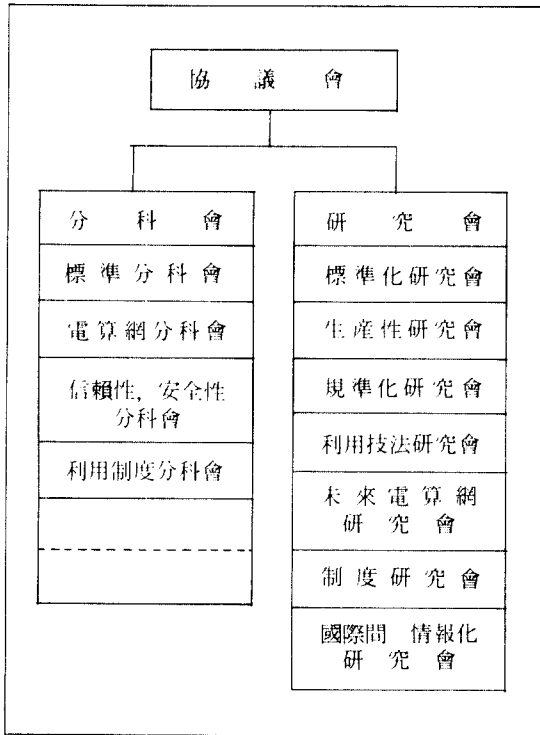 協議會
分科會
標準分科會
電算網分科會
信賴性, 安全性
分科會
利用制度分科會
研究會
標準化研究會
生産性研究會
規準化研究會
利用技法研究會
未來電算網
研究會
制度研究會
國際間 情報化
研究會